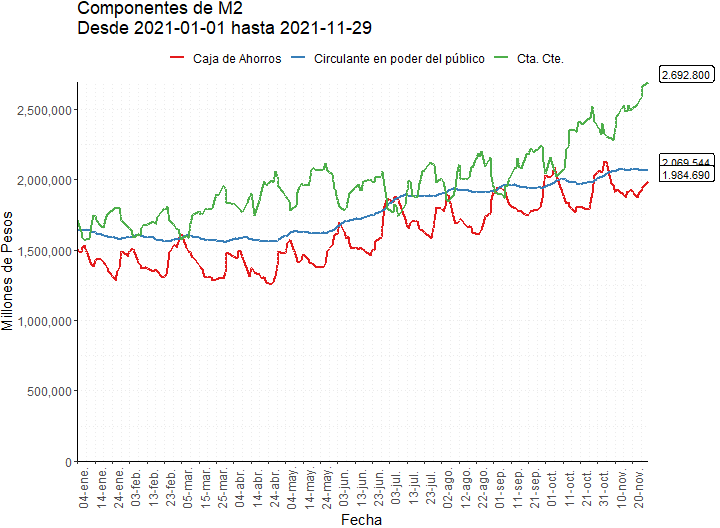 Componentes de M2
Desde 2021-01-01 hasta 2021-11-29
Caja de Ahorros Circulante en poder del público Cta. Cte.
2.692.800
2.069.544
1.984.690
2,500,000
2,000,000
1,500,000
1,000,000
500,000
0
Millones de Pesos
04-ene.
14-ene.
24-ene.
03-feb.
13-feb.
23-feb.
05-mar.
15-mar.
25-mar.
04-abr.
14-abr.
24-abr.
04-may.
14-may.
24-may.
03-jun.
13-jun.
23-jun.
03-jul.
13-jul.
23-jul.
02-ago.
12-ago.
22-ago.
01-sep.
11-sep.
21-sep.
01-oct.
11-oct.
21-oct.
31-oct.
10-nov.
20-nov.
Fecha